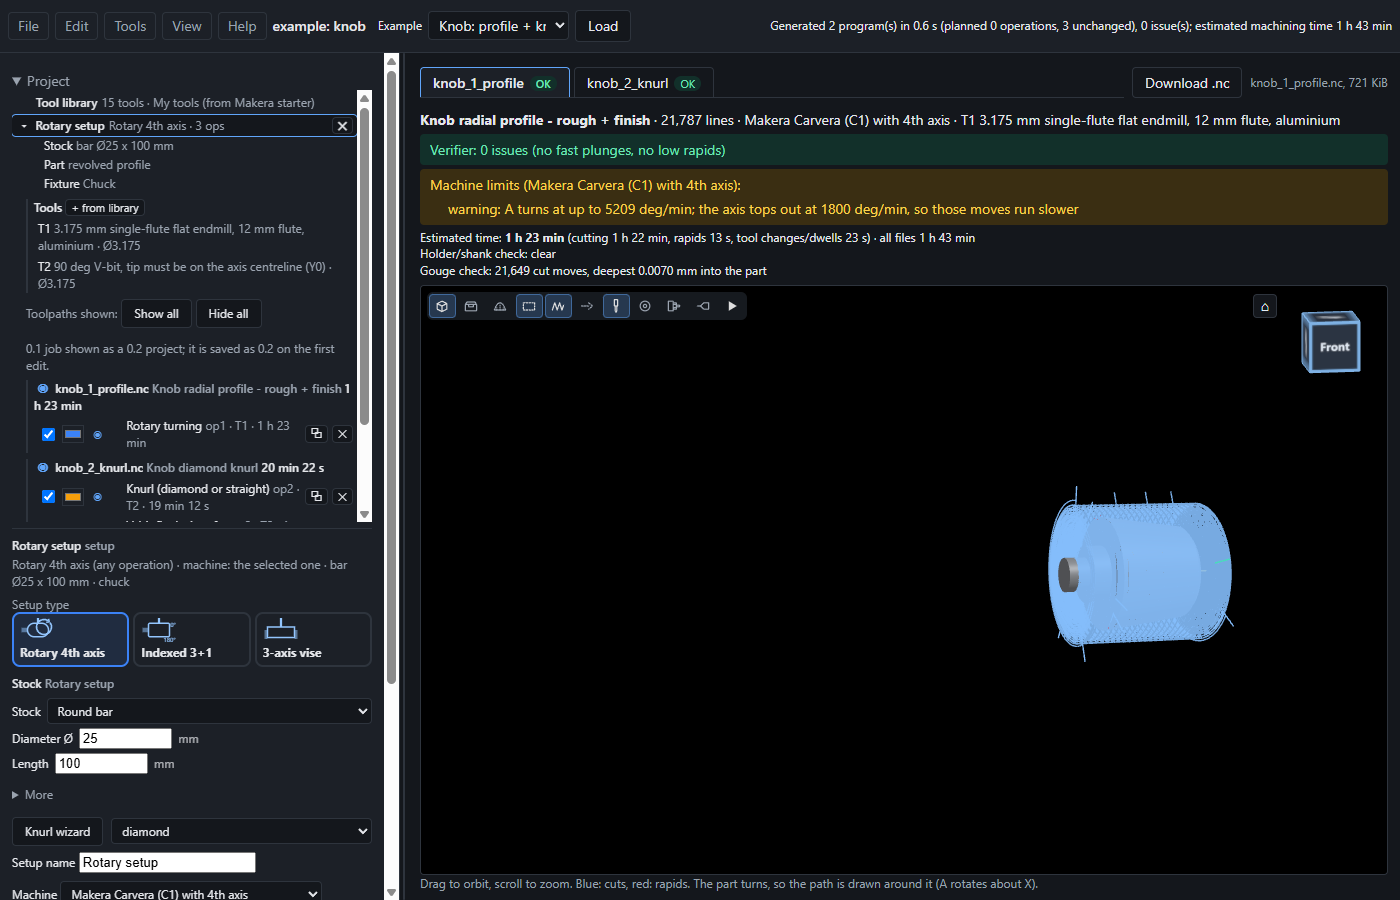 File
Edit
Tools
View
Help
example: knob
Example
Knob: profile + kr
Load
Generated 2 program(s) in 0.6 s (planned 0 operations, 3 unchanged), 0 issue(s); estimated machining time 1 h 43 min
Project
Tool library 15 tools · My tools (from Makera starter)
Rotary setup Rotary 4th axis · 3 ops
Stock bar Ø25 x 100 mm
Part revolved profile
Fixture Chuck
Tools + from library
T1 3.175 mm single-flute flat endmill, 12 mm flute,
aluminium · Ø3.175
T2 90 deg V-bit, tip must be on the axis centreline (Y0) ·
Ø3.175
Toolpaths shown: Show all Hide all
0.1 job shown as a 0.2 project; it is saved as 0.2 on the first
edit.
knob_1_profile.nc Knob radial profile - rough + finish 1
h 23 min
Rotary turning op1 · T1 · 1 h 23
min
knob_2_knurl.nc Knob diamond knurl 20 min 22 s
Knurl (diamond or straight) op2 ·
T2 · 19 min 12 s
Rotary setup setup
Rotary 4th axis (any operation) · machine: the selected one · bar
Ø25 x 100 mm · chuck
Setup type
Rotary 4th axis
180°
Indexed 3+1
3-axis vise
Stock Rotary setup
Stock Round bar
Diameter Ø 25 mm
Length 100 mm
More
Knurl wizard diamond
Setup name Rotary setup
Machine Makera Carvera (C1) with 4th axis
knob_1_profile OK
knob_2_knurl OK
Download .nc
knob_1_profile.nc, 721 KiB
Knob radial profile - rough + finish · 21,787 lines · Makera Carvera (C1) with 4th axis · T1 3.175 mm single-flute flat endmill, 12 mm flute, aluminium
Verifier: 0 issues (no fast plunges, no low rapids)
Machine limits (Makera Carvera (C1) with 4th axis):
warning: A turns at up to 5209 deg/min; the axis tops out at 1800 deg/min, so those moves run slower
Estimated time: 1 h 23 min (cutting 1 h 22 min, rapids 13 s, tool changes/dwells 23 s) · all files 1 h 43 min
Holder/shank check: clear
Gouge check: 21,649 cut moves, deepest 0.0070 mm into the part
Front
Drag to orbit, scroll to zoom. Blue: cuts, red: rapids. The part turns, so the path is drawn around it (A rotates about X).